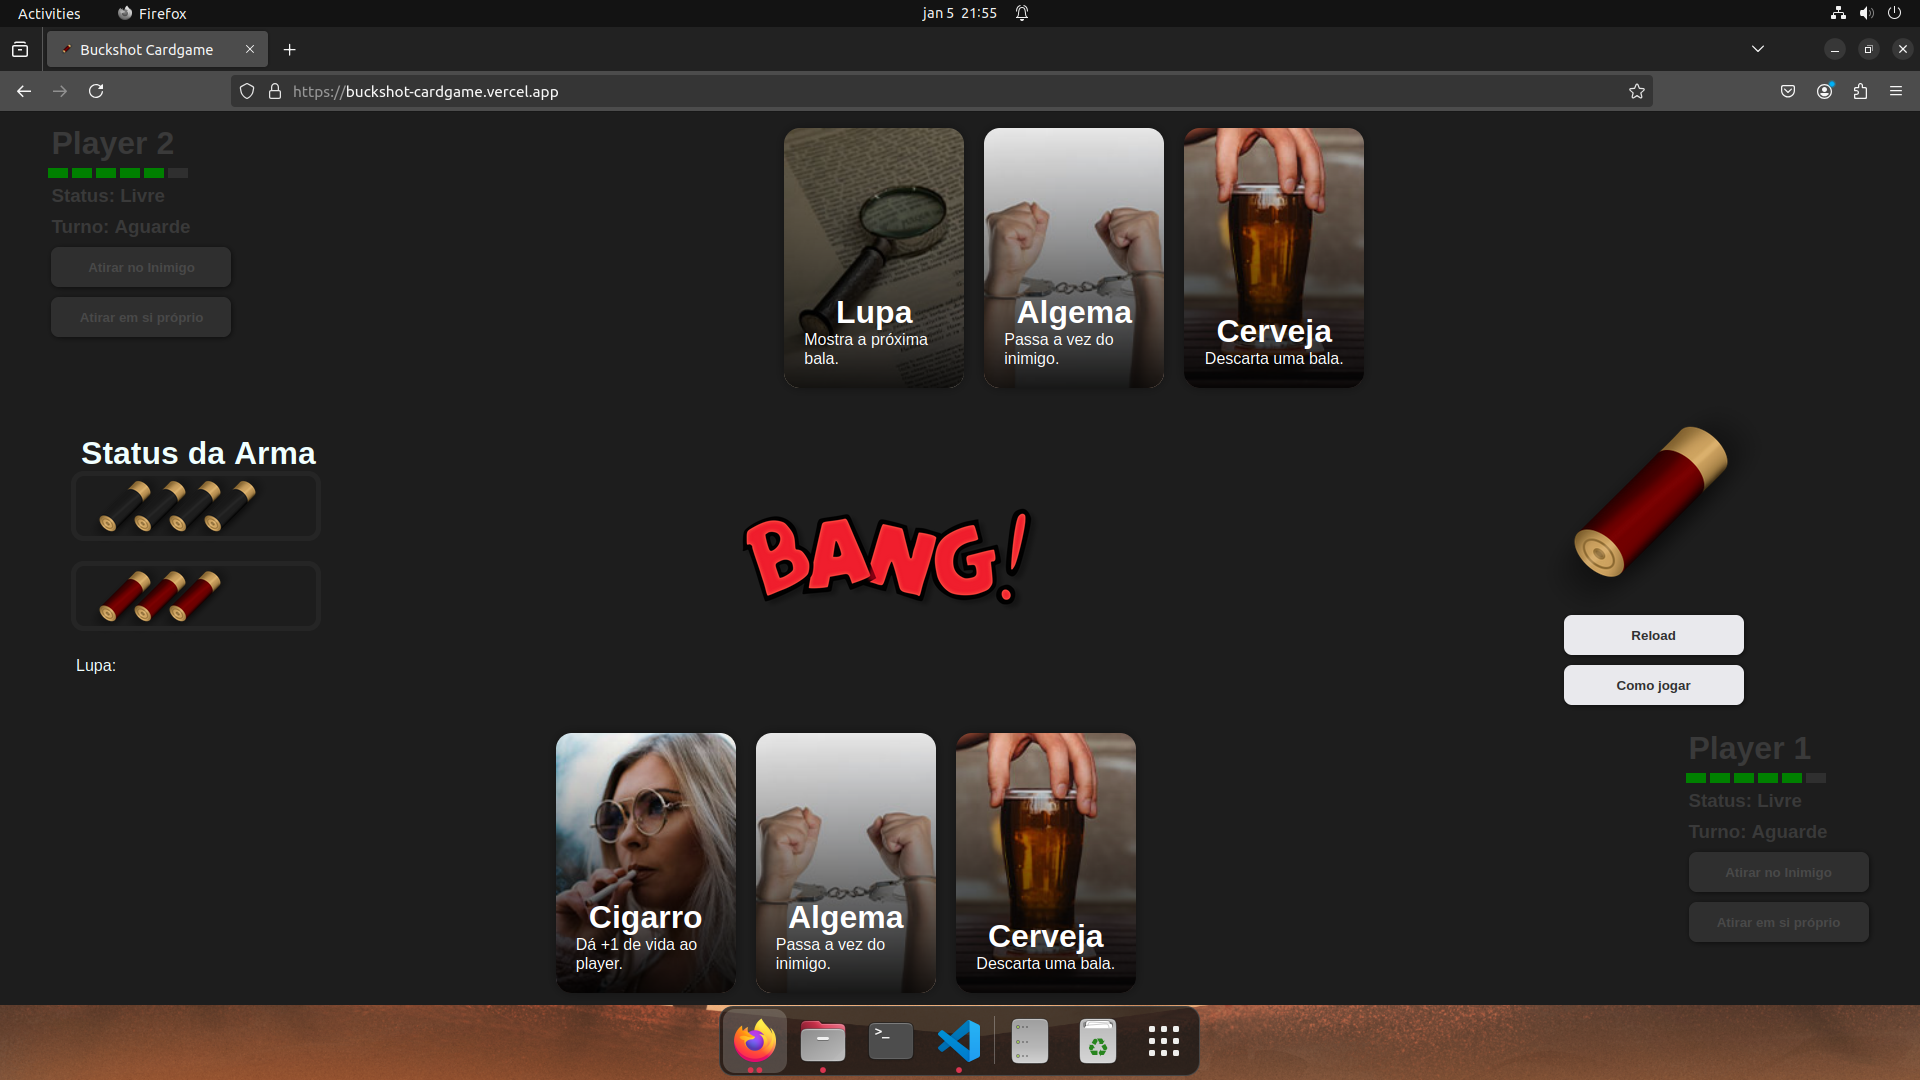 Activities
Firefox
jan 5 21:55
Buckshot Cardgame
https://buckshot-cardgame.vercel.app
Player 2
Status: Livre
Turno: Aguarde
Atirar no Inimigo
Atirar em si próprio
Lupa
Mostra a próxima
bala.
Algema
Passa a vez do
inimigo.
Cerveja
Descarta uma bala.
Status da Arma
Lupa:
BANG!
Reload
Como jogar
Cigarro
Dá +1 de vida ao
player.
Algema
Passa a vez do
inimigo.
Cerveja
Descarta uma bala.
Player 1
Status: Livre
Turno: Aguarde
Atirar no Inimigo
Atirar em si próprio
>_